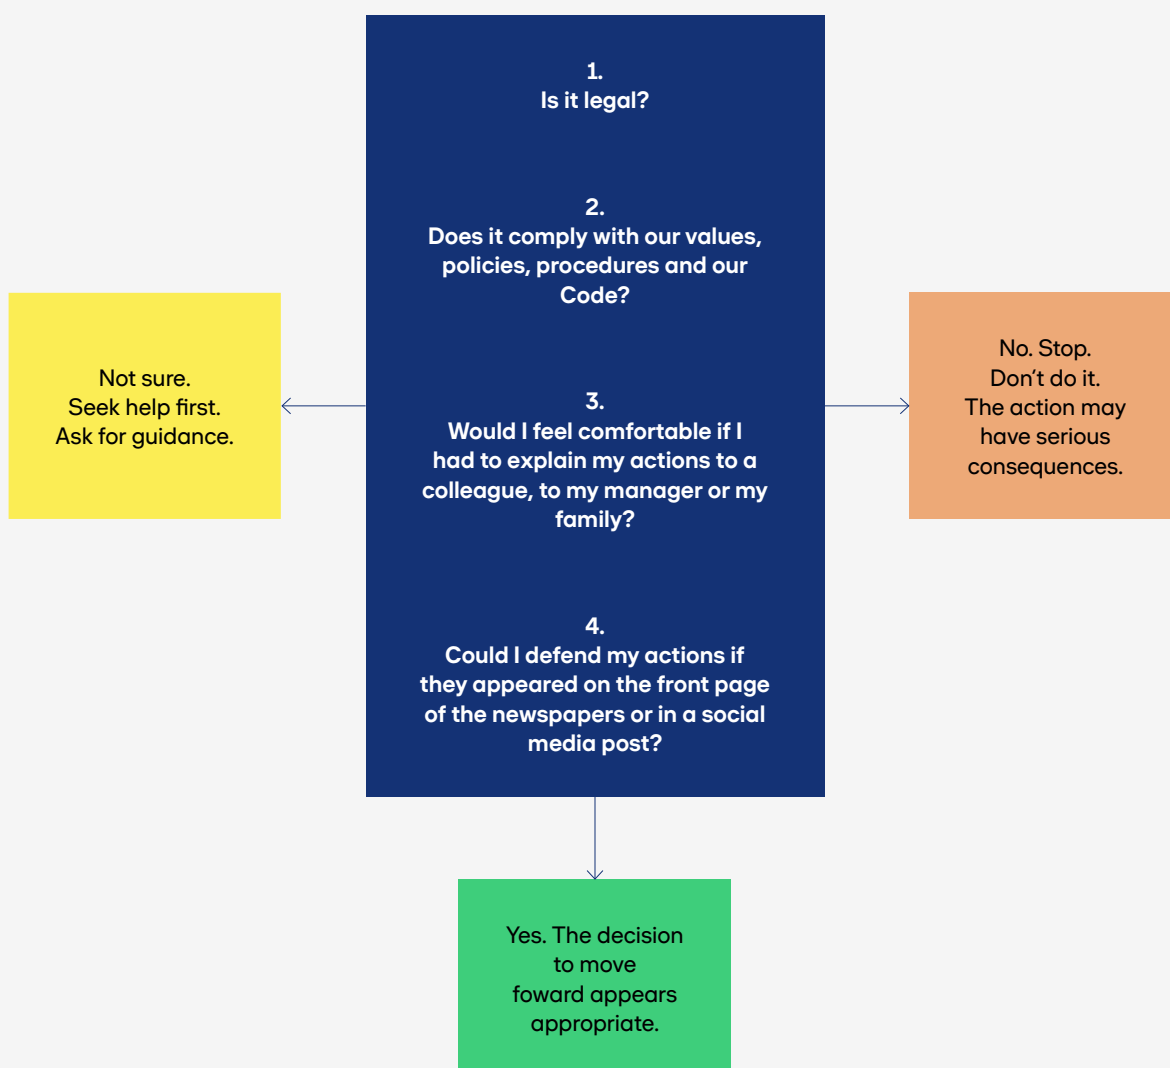 1.
Is it legal?
2.
Does it comply with our values,
policies, procedures and our
Code?
3.
Would I feel comfortable if I
had to explain my actions to a
colleague, to my manager or my
family?
4.
Could I defend my actions if
they appeared on the front page
of the newspapers or in a social
media post?
Not sure.
Seek help first.
Ask for guidance.
No. Stop.
Don’t do it.
The action may
have serious
consequences.
Yes. The decision
to move
foward appears
appropriate.